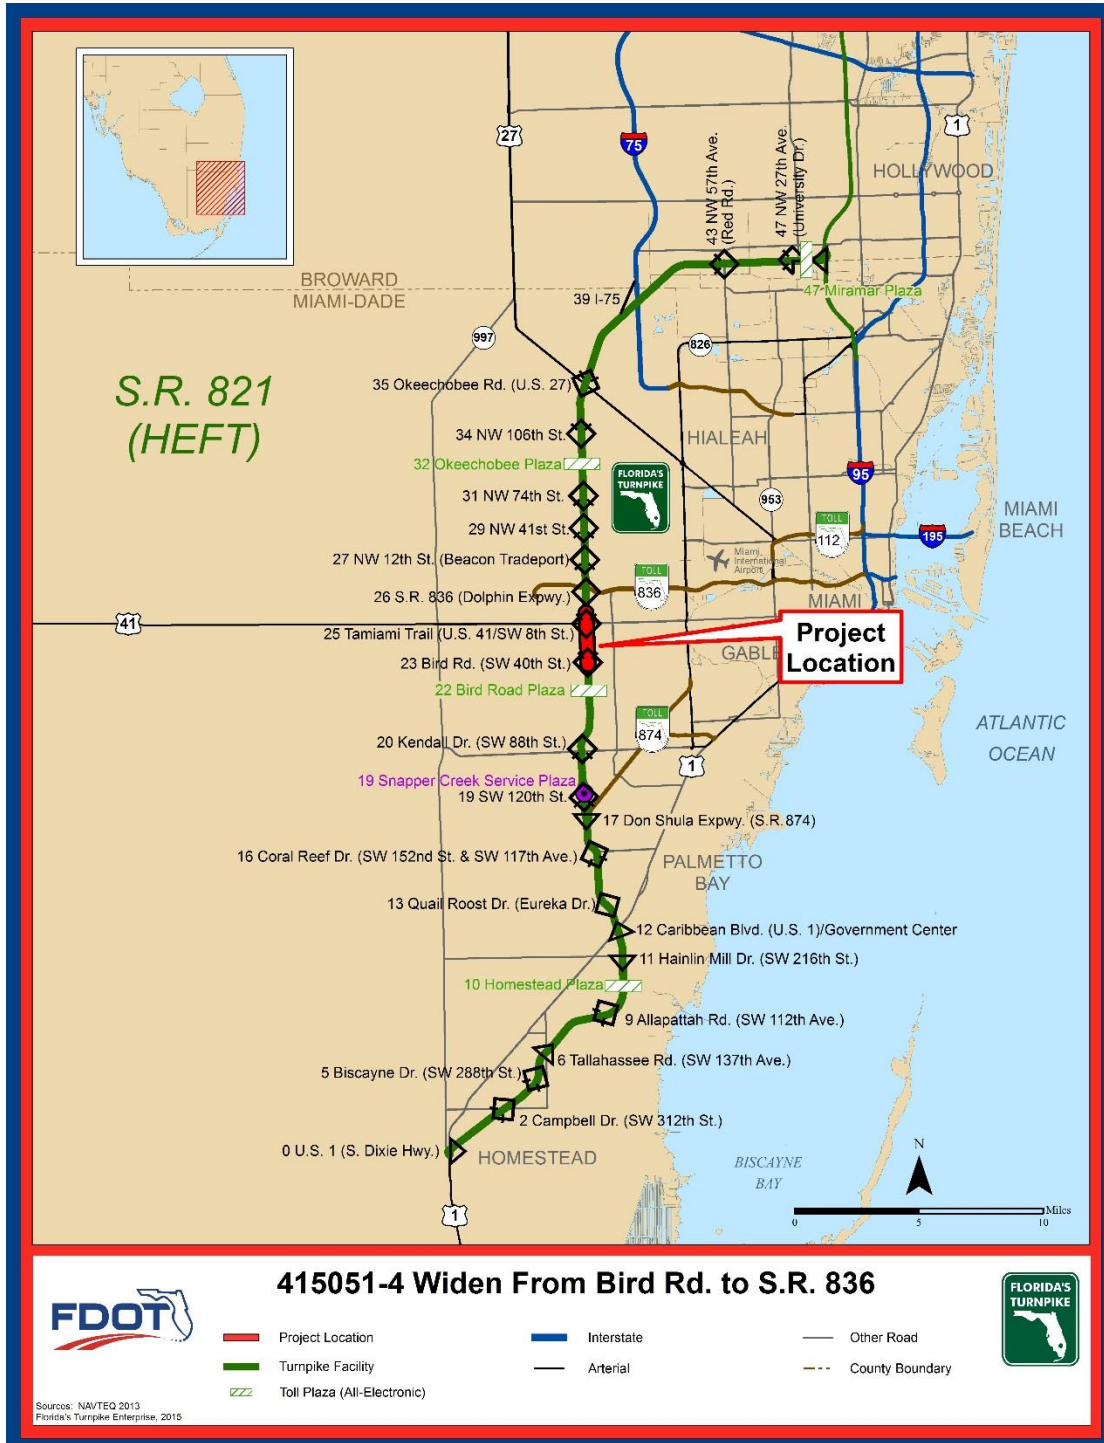 27
75
1
HOLLYWOOD
43 NW 57th Ave.
(Red Rd.)
47 NW 27th Ave.
(University Dr.)
BROWARD
MIAMI-DADE
47 Miramar Plaza
39 I-75
997
826
S.R. 821
(HEFT)
35 Okeechobee Rd. (U.S. 27)
34 NW 106th St.
HIALEAH
32 Okeechobee Plaza
FLORIDA'S
TURNPIKE
95
31 NW 74th St.
953
MIAMI
BEACH
29 NW 41st St.
TOLL
112
195
27 NW 12th St. (Beacon Tradeport)
Miami
International
Airport
26 S.R. 836 (Dolphin Expwy.)
TOLL
836
MIAMI
41
25 Tamiami Trail (U.S. 41/SW 8th St.)
Project
Location
GABLE
23 Bird Rd. (SW 40th St.)
22 Bird Road Plaza
TOLL
874
ATLANTIC
OCEAN
20 Kendall Dr. (SW 88th St.)
1
19 Snapper Creek Service Plaza
19 SW 120th St.
17 Don Shula Expwy. (S.R. 874)
16 Coral Reef Dr. (SW 152nd St. & SW 117th Ave.)
PALMETTO
BAY
13 Quail Roost Dr. (Eureka Dr.)
12 Caribbean Blvd. (U.S. 1)/Government Center
11 Hainlin Mill Dr. (SW 216th St.)
10 Homestead Plaza
9 Allapattah Rd. (SW 112th Ave.)
6 Tallahassee Rd. (SW 137th Ave.)
5 Biscayne Dr. (SW 288th St.)
2 Campbell Dr. (SW 312th St.)
0 U.S. 1 (S. Dixie Hwy.)
HOMESTEAD
BISCAYNE
BAY
N
1
Miles
0 5 10
415051-4 Widen From Bird Rd. to S.R. 836
FDOT
FLORIDA'S
TURNPIKE
Project Location
Interstate
Other Road
Turnpike Facility
Arterial
County Boundary
Toll Plaza (All-Electronic)
Sources: NAVTEQ 2013
Florida's Turnpike Enterprise, 2015